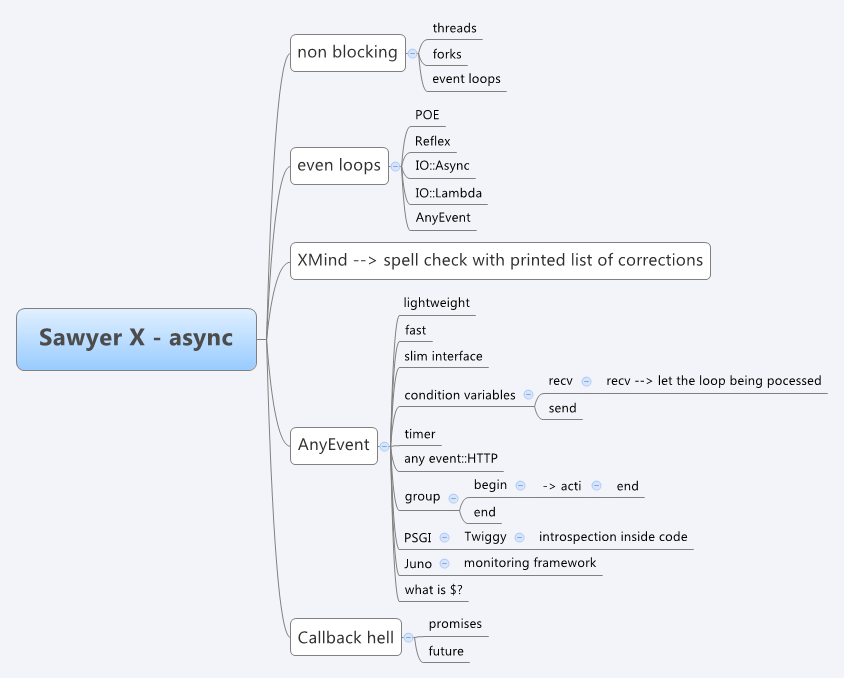 Sawyer X - async
non blocking
threads
forks
event loops
even loops
POE
Reflex
IO::Async
IO::Lambda
AnyEvent
XMind --> spell check with printed list of corrections
AnyEvent
lightweight
fast
slim interface
condition variables
recv
recv --> let the loop being pocessed
send
timer
any event::HTTP
group
begin
-> acti
end
end
PSGI
Twiggy
introspection inside code
Juno
monitoring framework
what is $?
Callback hell
promises
future